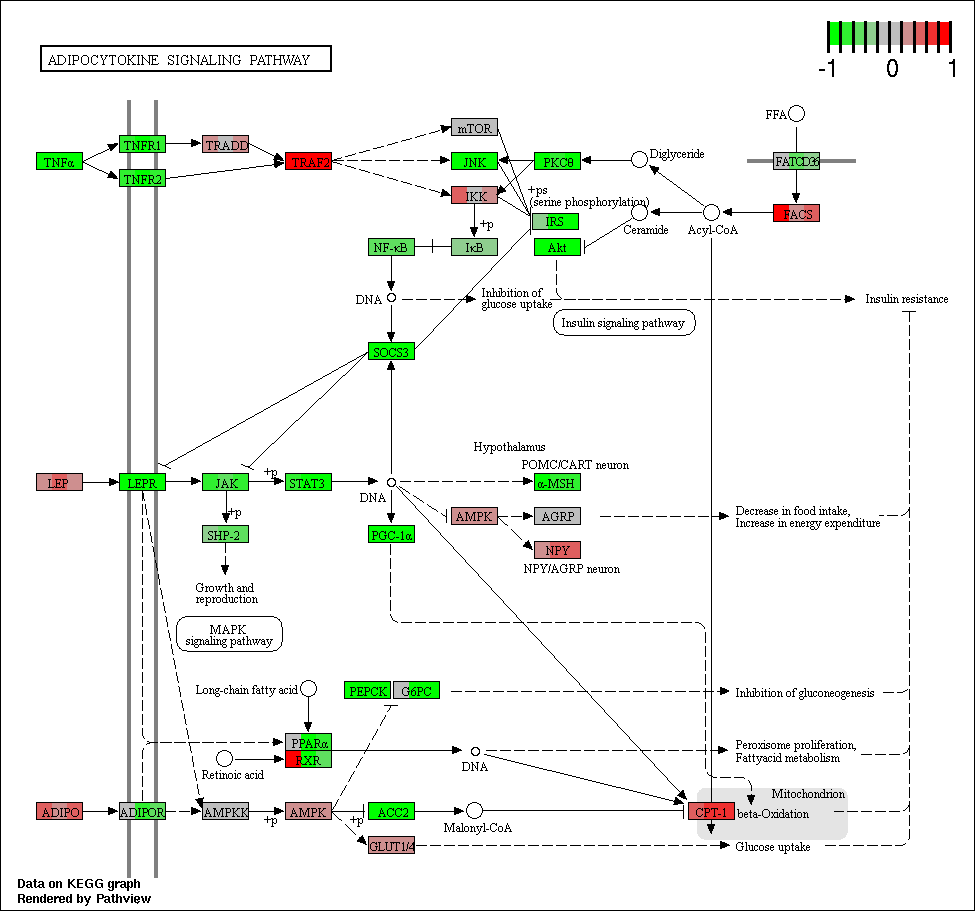 ADIPOCYTOKINE SIGNALING PATHWAY
-1 0 1
FFA
mTOR
TNFR1
TRADD
TNFα
TRAF2
JNK
PKCθ
Diglyceride
FATCD36
TNFR2
+ps
(serine phosphorylation)
IKK
IRS
FACS
+p
Ceramide
Acyl-CoA
NF-κB
IκB
Akt
DNA
Inhibition of
glucose uptake
Insulin resistance
Insulin signaling pathway
SOCS3
Hypothalamus
POMC/CART neuron
LEP
LEPR
JAK
+p
STAT3
DNA
α-MSH
+p
AMPK
AGRP
Decrease in food intake,
Increase in energy expenditure
SHP-2
PGC-1α
NPY
NPY/AGRP neuron
Growth and
reproduction
MAPK
signaling pathway
Long-chain fatty acid
PEPCK
G6PC
Inhibition of gluconeogenesis
PPARα
RXR
Retinoic acid
DNA
Peroxisome proliferation,
Fattyacid metabolism
Mitochondrion
ADIPO
ADIPOR
AMPKK
+p
AMPK
+p
ACC2
Malonyl-CoA
CPT-1
beta-Oxidation
GLUT1/4
Glucose uptake
Data on KEGG graph
Rendered by Pathview